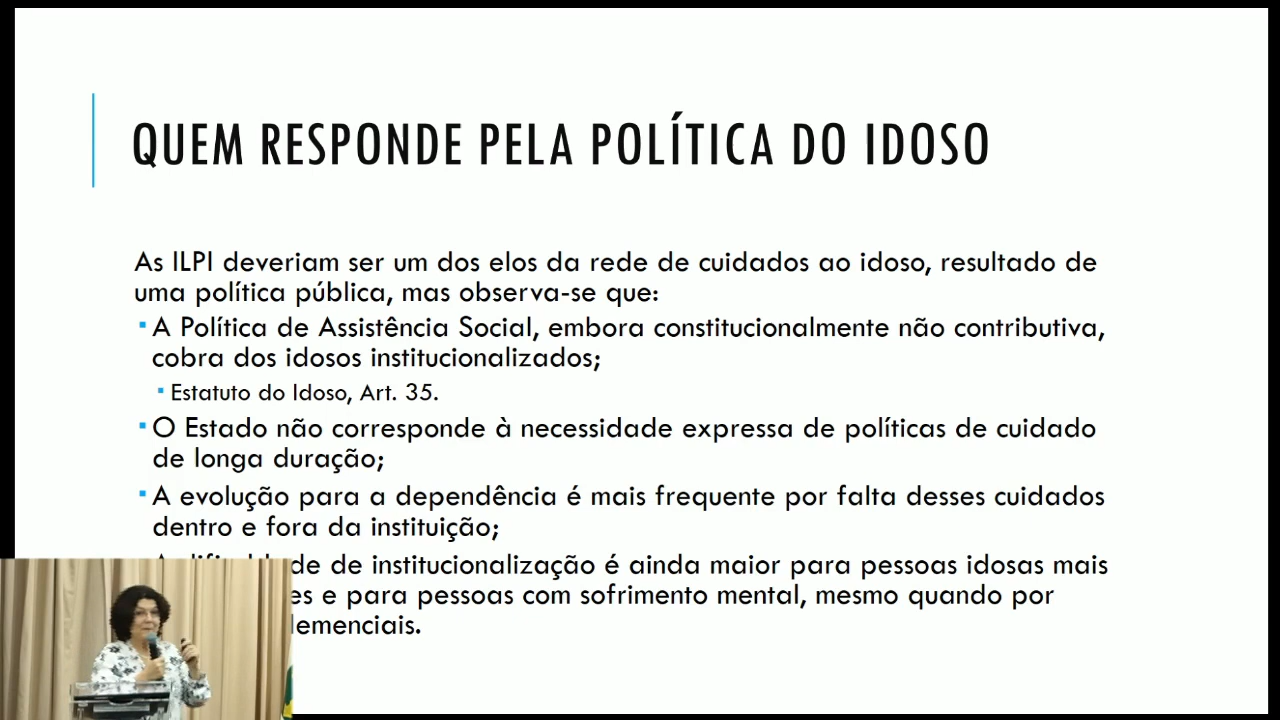 QUEM RESPONDE PELA POLÍTICA DO IDOSO
As ILPI deveriam ser um dos elos da rede de cuidados ao idoso, resultado de
uma política pública, mas observa-se que:
A Política de Assistência Social, embora constitucionalmente não contributiva,
cobra dos idosos institucionalizados;
Estatuto do Idoso, Art. 35.
O Estado não corresponde à necessidade expressa de políticas de cuidado
de longa duração;
A evolução para a dependência é mais frequente por falta desses cuidados
dentro e fora da instituição;
de institucionalização é ainda maior para pessoas idosas mais
e para pessoas com sofrimento mental, mesmo quando por